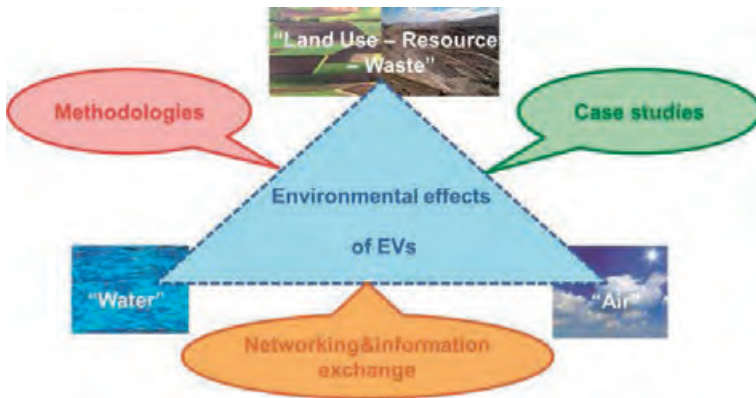 “Land Use – Resource
– Waste”
Methodologies
Case studies
Environmental effects
of EVs
“Water”
“Air”
Networking&information
exchange